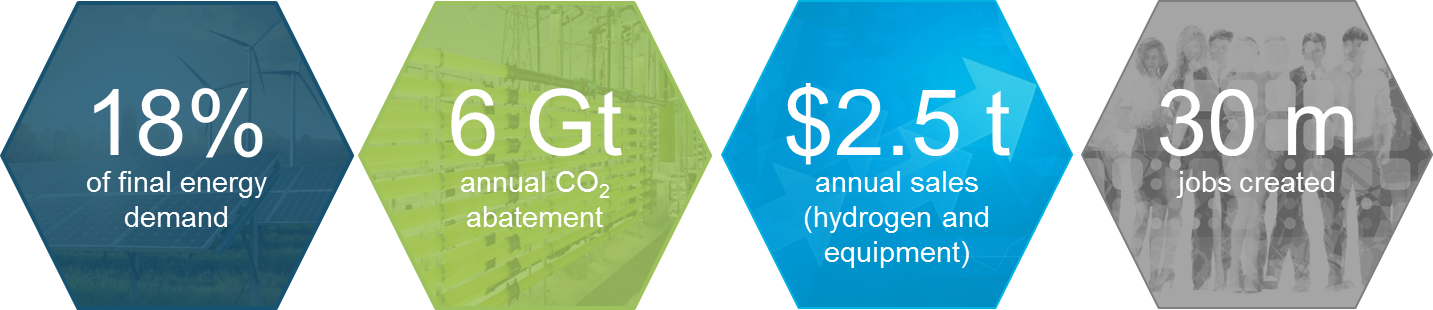 18%
of final energy
demand
6 Gt
annual CO₂
abatement
$2.5 t
annual sales
(hydrogen and
equipment)
30 m
jobs created